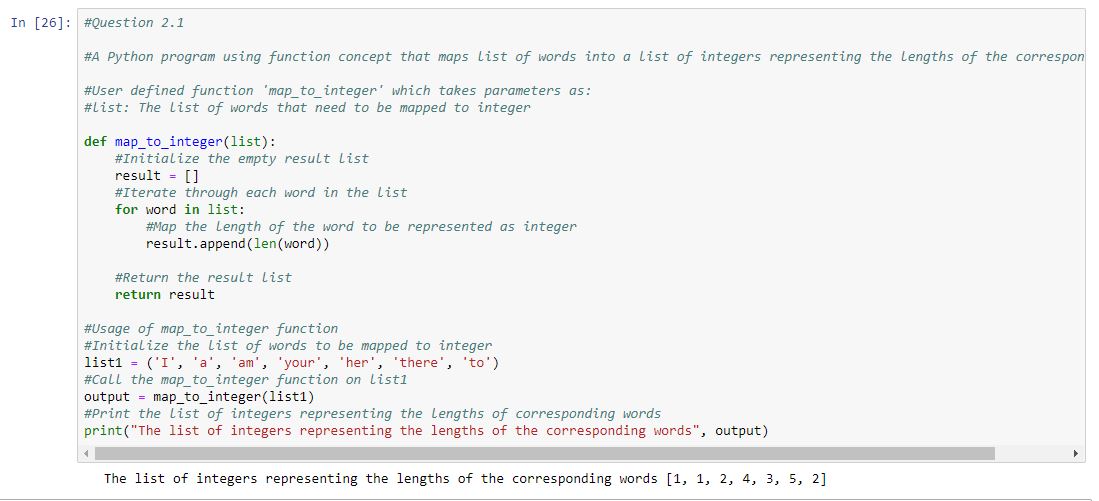 In [26]: #Question 2.1
#A Python program using function concept that maps list of words into a list of integers representing the lengths of the correspon
#User defined function 'map_to_integer' which takes parameters as:
#list: The list of words that need to be mapped to integer
def map_to_integer(list):
    #Initialize the empty result list
    result = []
    #Iterate through each word in the list
    for word in list:
        #Map the length of the word to be represented as integer
        result.append(len(word))
    #Return the result list
    return result
#Usage of map_to_integer function
#Initialize the list of words to be mapped to integer
list1 = ('I', 'a', 'am', 'your', 'her', 'there', 'to')
#Call the map_to_integer function on list1
output = map_to_integer(list1)
#Print the list of integers representing the lengths of corresponding words
print("The list of integers representing the lengths of the corresponding words", output)
The list of integers representing the lengths of the corresponding words [1, 1, 2, 4, 3, 5, 2]